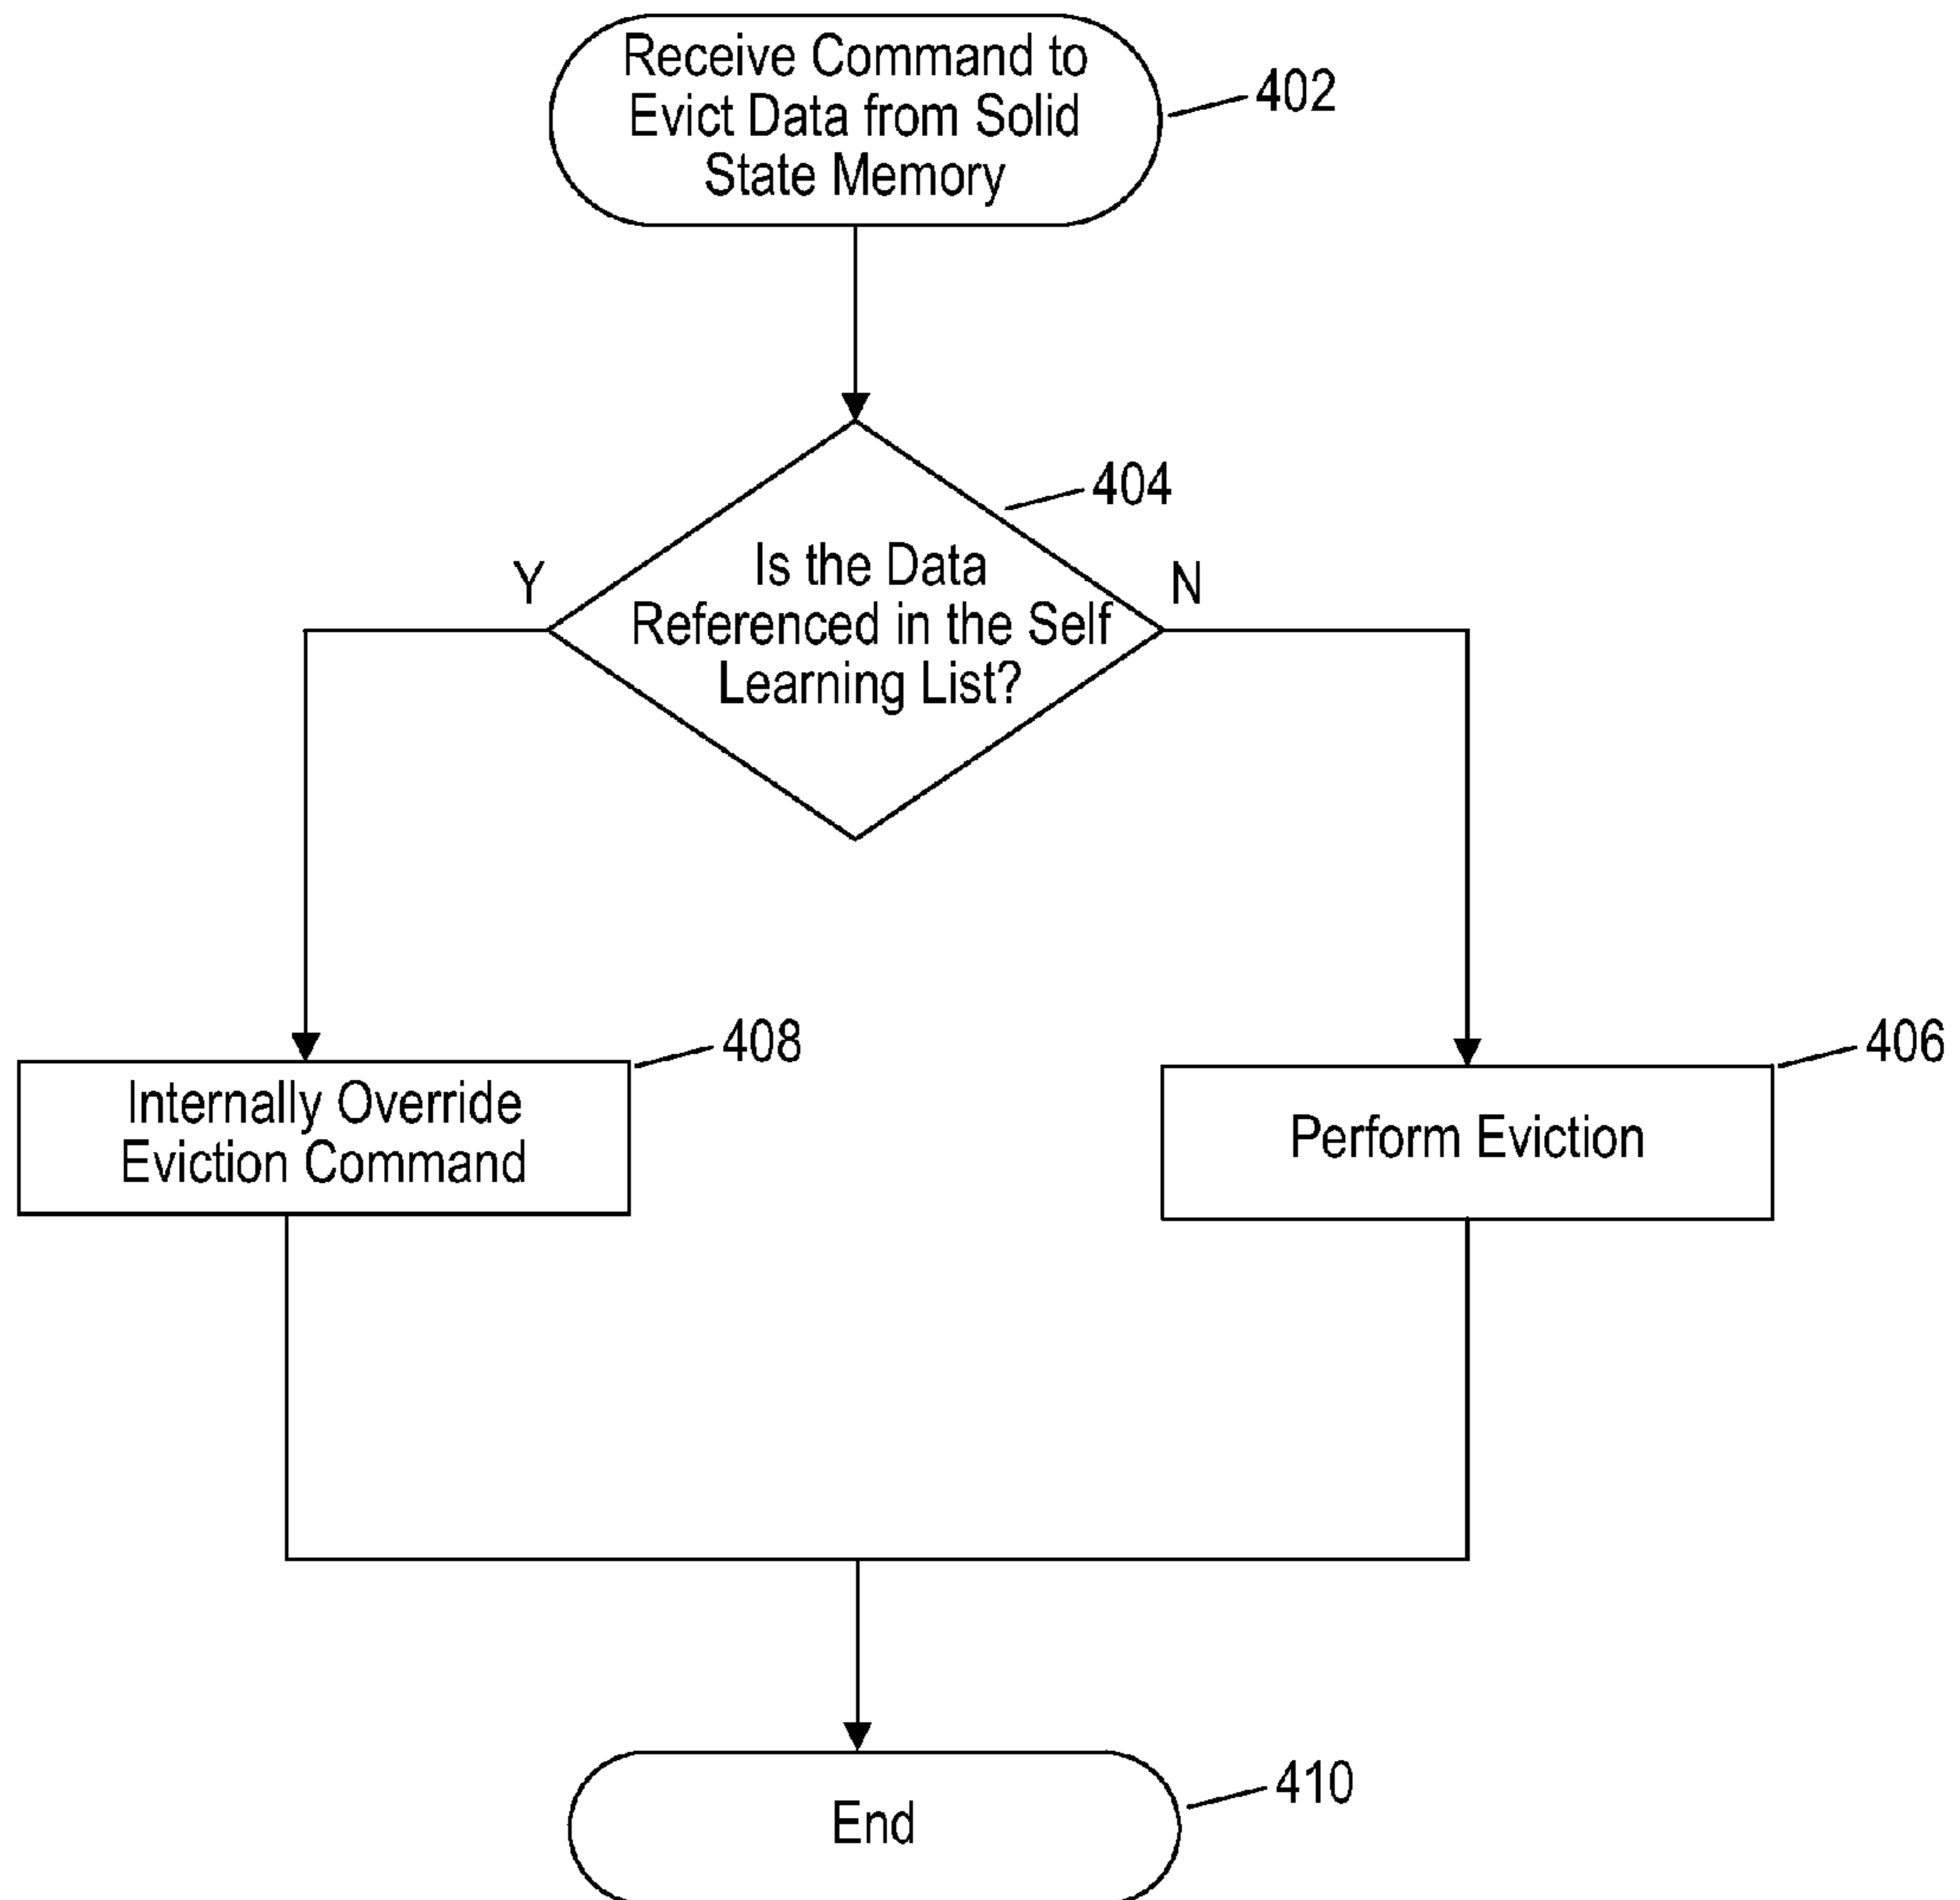 Receive Command to
Evict Data from Solid
State Memory
402
404
Is the Data
Referenced in the Self
Learning List?
Y
N
408
Internally Override
Eviction Command
406
Perform Eviction
End
410